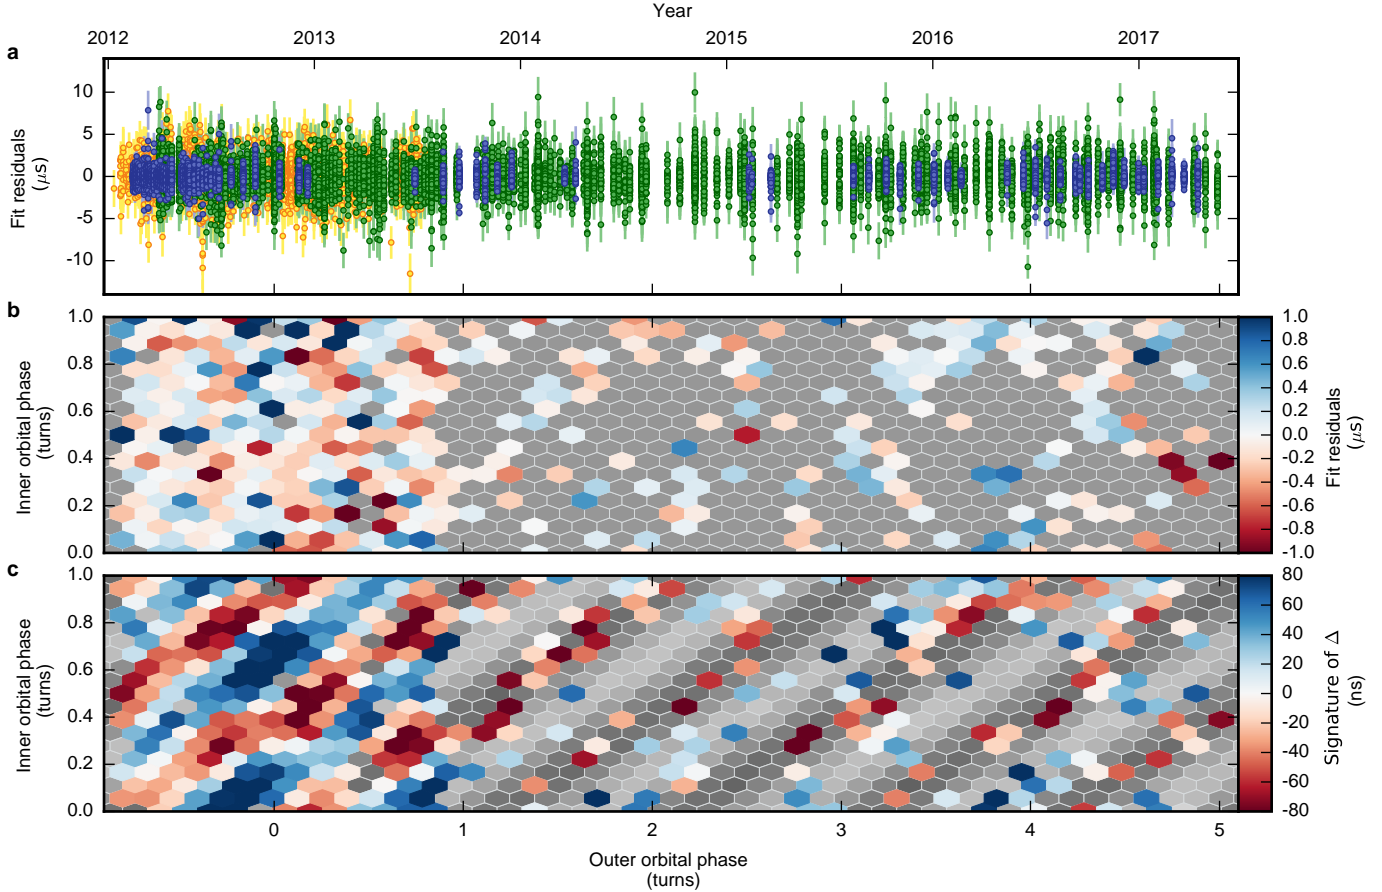 Year
2012 2013 2014 2015 2016 2017
a
10
5
0
-5
-10
Fit residuals
(μs)
b
1.0
0.8
0.6
0.4
0.2
0.0
Inner orbital phase
(turns)
1.0
0.8
0.6
0.4
0.2
0.0
-0.2
-0.4
-0.6
-0.8
-1.0
Fit residuals
(μs)
c
1.0
0.8
0.6
0.4
0.2
0.0
Inner orbital phase
(turns)
80
60
40
20
0
-20
-40
-60
-80
Signature of Δ
(ns)
0 1 2 3 4 5
Outer orbital phase
(turns)